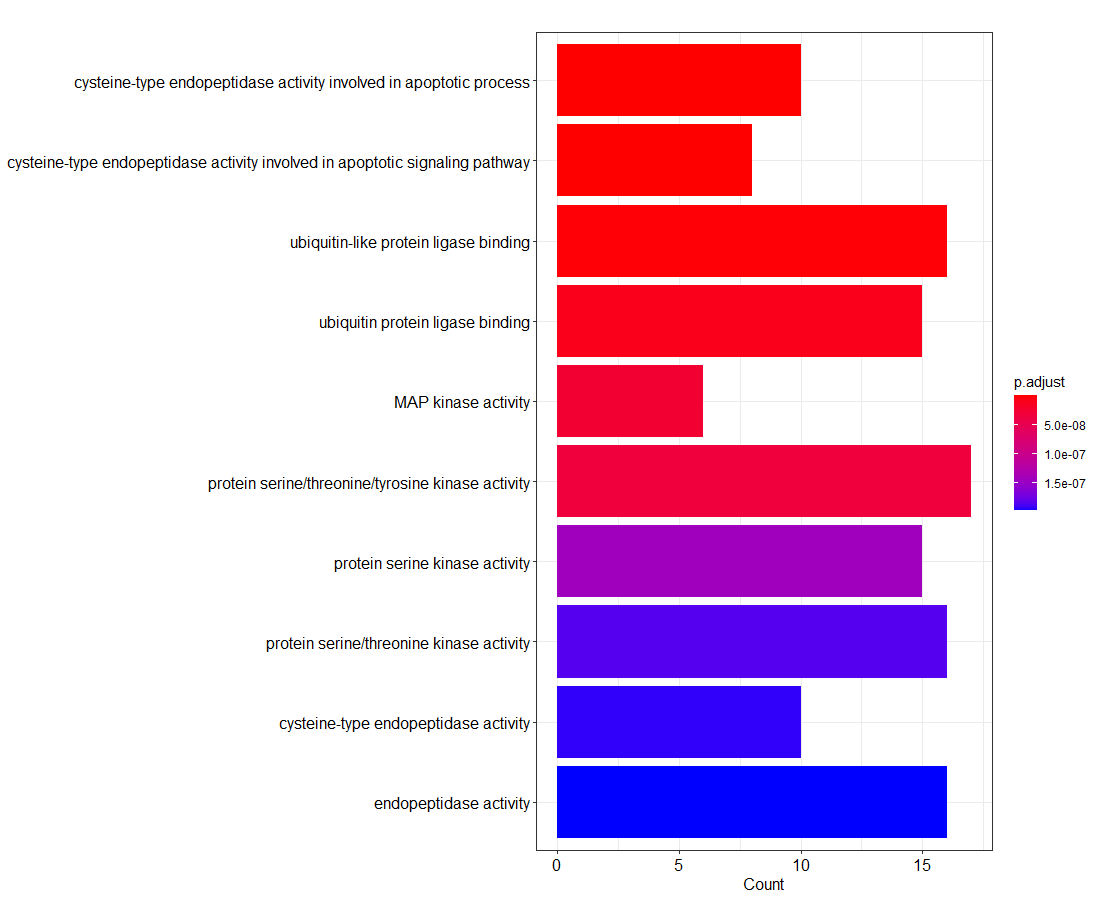 cysteine-type endopeptidase activity involved in apoptotic process
cysteine-type endopeptidase activity involved in apoptotic signaling pathway
ubiquitin-like protein ligase binding
ubiquitin protein ligase binding
MAP kinase activity
protein serine/threonine/tyrosine kinase activity
protein serine kinase activity
protein serine/threonine kinase activity
cysteine-type endopeptidase activity
endopeptidase activity
0 5 10 15
Count
p.adjust
5.0e-08
1.0e-07
1.5e-07